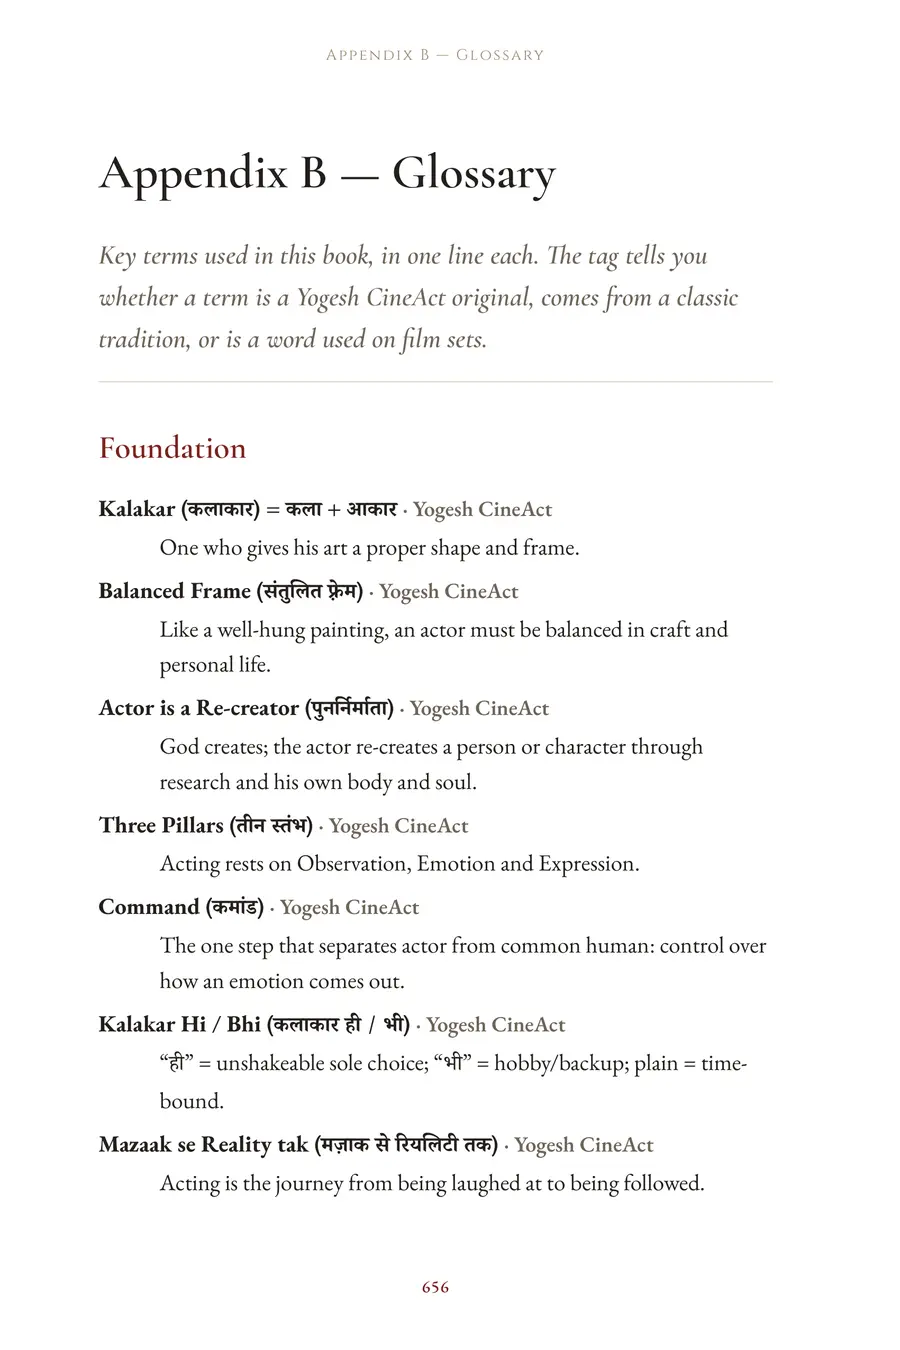 Appendix B — Glossary
Appendix B — Glossary
Key terms used in this book, in one line each. The tag tells you
whether a term is a Yogesh CineAct original, comes from a classic
tradition, or is a word used on film sets.
Foundation
Kalakar (कलाकार) = कला + आकार · Yogesh CineAct
One who gives his art a proper shape and frame.
Balanced Frame (संतुलित फ़्रेम) · Yogesh CineAct
Like a well-hung painting, an actor must be balanced in craft and
personal life.
Actor is a Re-creator (पुनर्निर्माता) · Yogesh CineAct
God creates; the actor re-creates a person or character through
research and his own body and soul.
Three Pillars (तीन स्तंभ) · Yogesh CineAct
Acting rests on Observation, Emotion and Expression.
Command (कमांड) · Yogesh CineAct
The one step that separates actor from common human: control over
how an emotion comes out.
Kalakar Hi / Bhi (कलाकार ही / भी) · Yogesh CineAct
“ही” = unshakeable sole choice; “भी” = hobby/backup; plain = time-
bound.
Mazaak se Reality tak (मज़ाक से रियलिटी तक) · Yogesh CineAct
Acting is the journey from being laughed at to being followed.
656